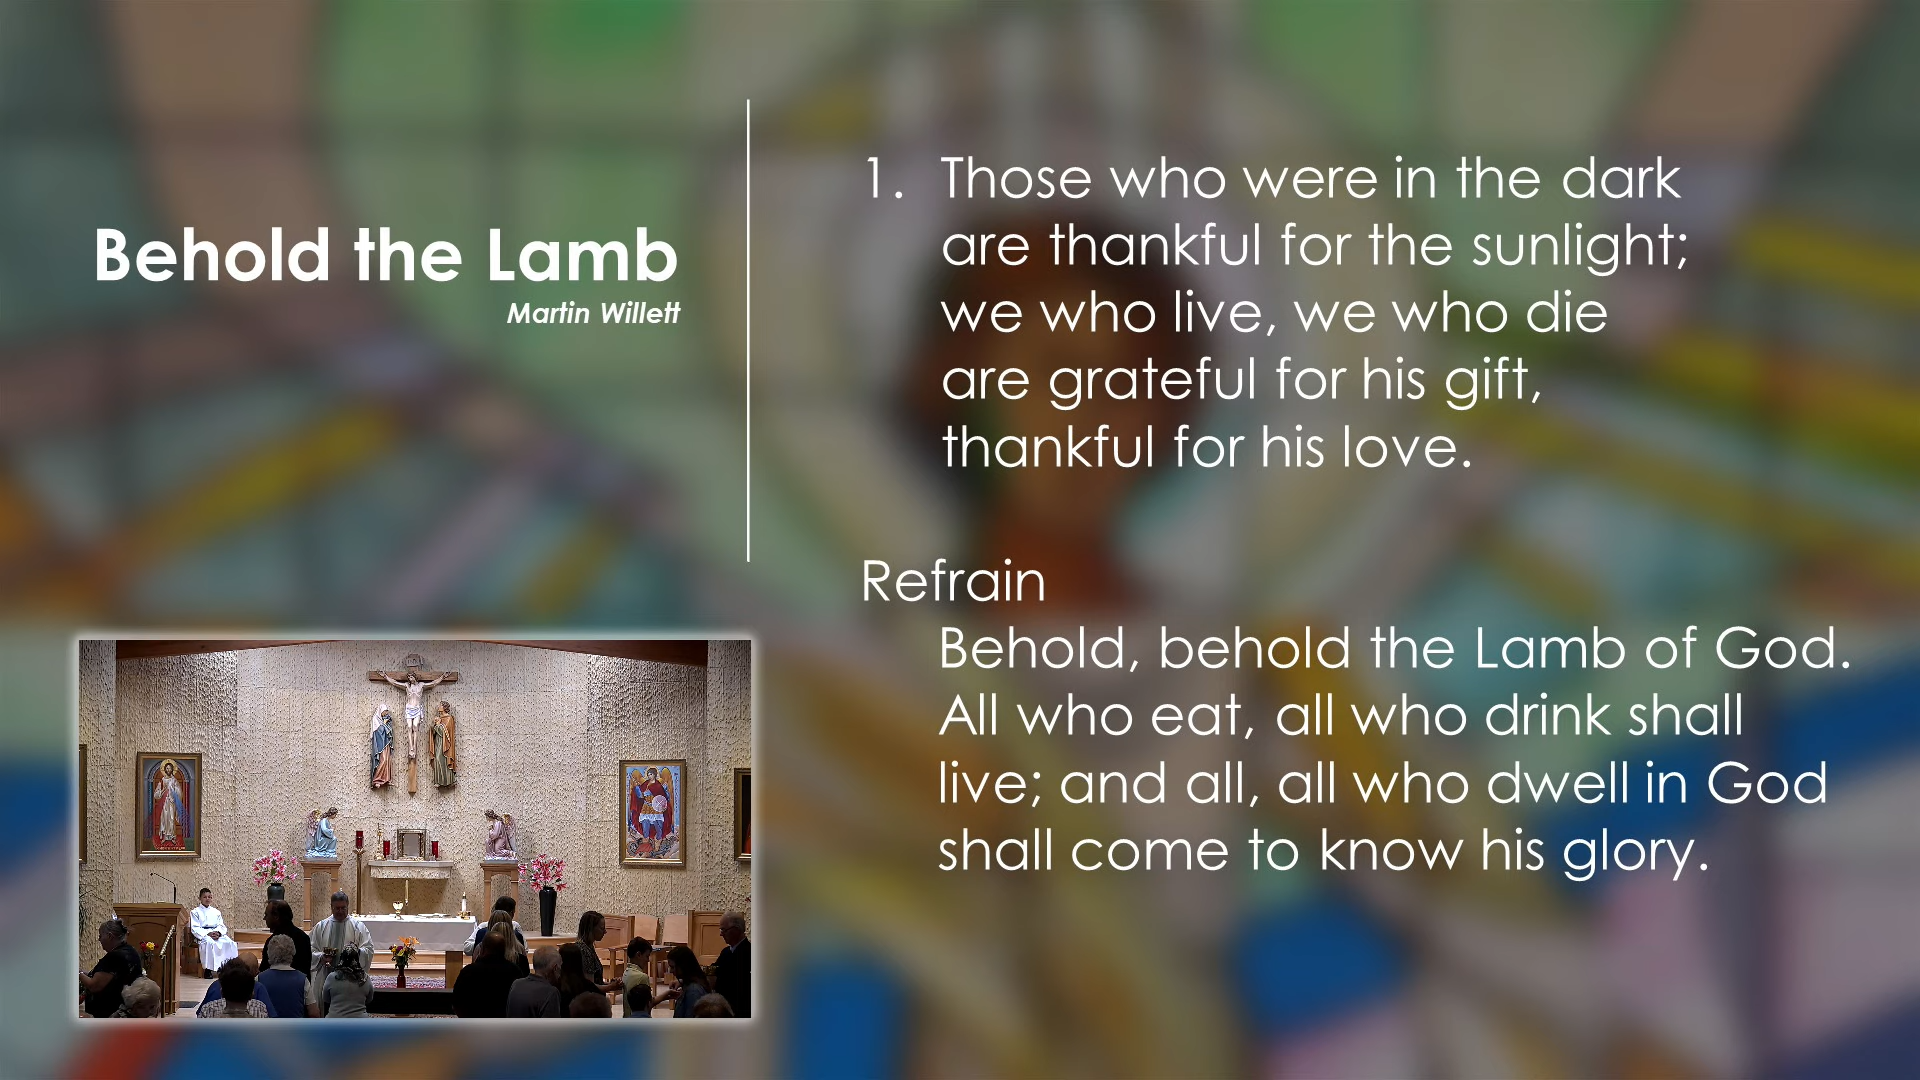 Behold the Lamb
Martin Willett
1. Those who were in the dark
are thankful for the sunlight;
we who live, we who die
are grateful for his gift,
thankful for his love.
Refrain
Behold, behold the Lamb of God.
All who eat, all who drink shall
live; and all, all who dwell in God
shall come to know his glory.